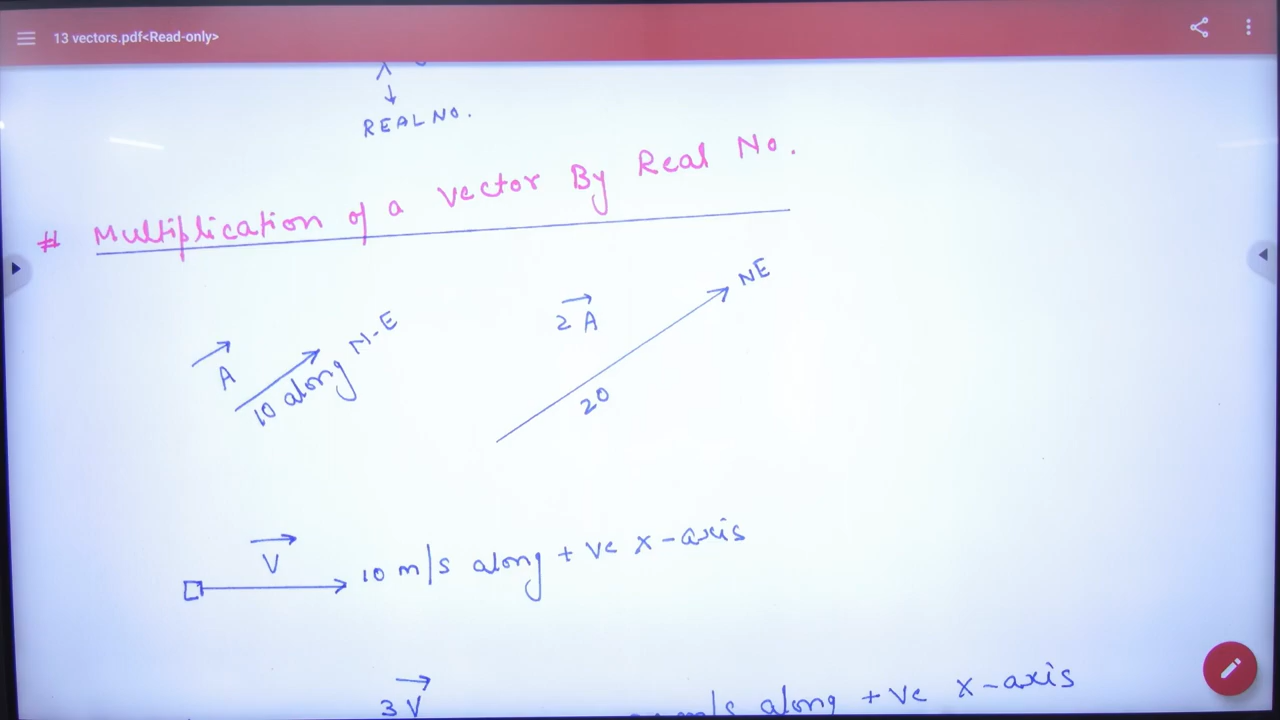 13 vectors.pdf<Read-only>
REAL NO.
# Multiplication of a vector By Real No.
A
10 along N-E
2 A
20
NE
V
10 m/s along +ve x-axis
3 V
m/s along +ve x-axis